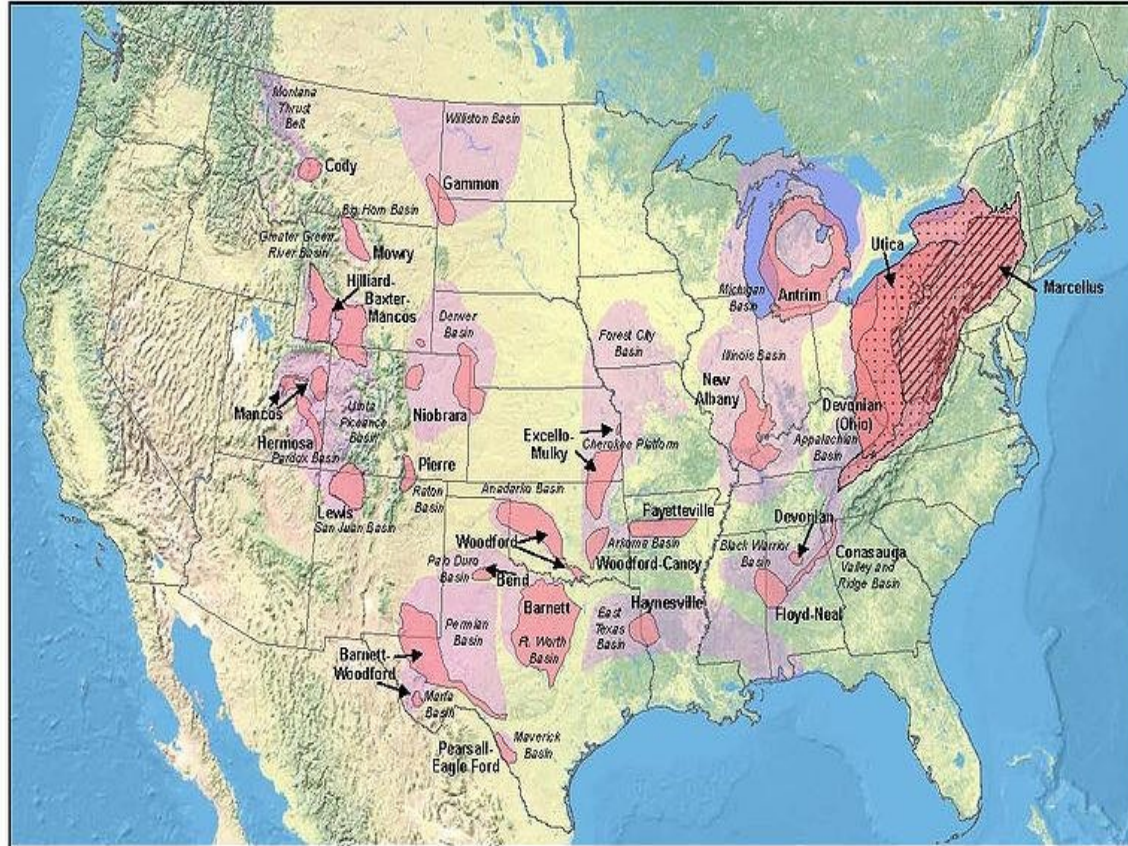 Montana
Thrust
Belt
Williston Basin
Cody
Gammon
Big Horn Basin
Greater Green
River Basin
Mowry
Hilliard-
Baxter-
Mancos
Denver
Basin
Mancos
Hermosa
Paradox Basin
Uinta
Piceance
Basin
Niobrara
Lewis
San Juan Basin
Pierre
Raton
Basin
Forest City
Basin
Excello-
Mulky
Cherokee Platform
Anadarko Basin
Woodford
Palo Duro
Basin
Bend
Fayetteville
Arkoma Basin
Woodford-Caney
Barnett
Ft. Worth
Basin
Permian
Basin
Barnett-
Woodford
Marfa
Basin
Pearsall-
Eagle Ford
Maverick
Basin
East
Texas
Basin
Haynesville
Michigan
Basin
Antrim
Illinois Basin
New
Albany
Utica
Marcellus
Devonian
(Ohio)
Appalachian
Basin
Devonian
Black Warrior
Basin
Conasauga
Valley and
Ridge Basin
Floyd-Neal